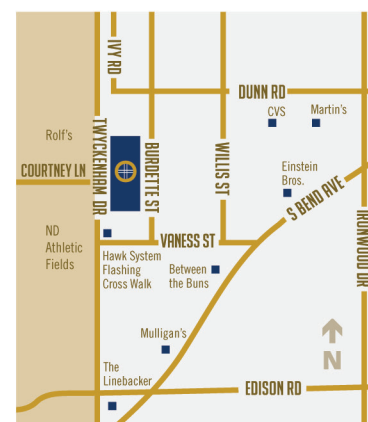 IVY RD
DUNN RD
CVS
Martin's
Rolf's
TWYCKENHAM DR
BURDETTE ST
WILLIS ST
COURTNEY LN
Einstein
Bros.
S BEND AVE
IRONWOOD DR
ND
Athletic
Fields
VANESS ST
Hawk System
Flashing
Cross Walk
Between
the Buns
Mulligan's
N
The
Linebacker
EDISON RD